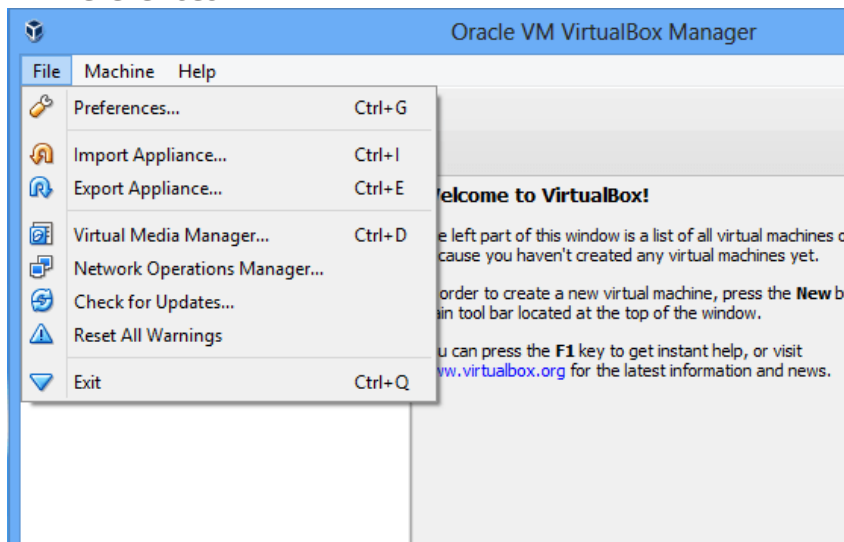 Oracle VM VirtualBox Manager
File Machine Help
Preferences... Ctrl+G
Import Appliance... Ctrl+I
Export Appliance... Ctrl+E
Virtual Media Manager... Ctrl+D
Network Operations Manager...
Check for Updates...
Reset All Warnings
Exit Ctrl+Q
elcome to VirtualBox!
e left part of this window is a list of all virtual machines
cause you haven't created any virtual machines yet.
order to create a new virtual machine, press the New
ain tool bar located at the top of the window.
u can press the F1 key to get instant help, or visit
ww.virtualbox.org for the latest information and news.